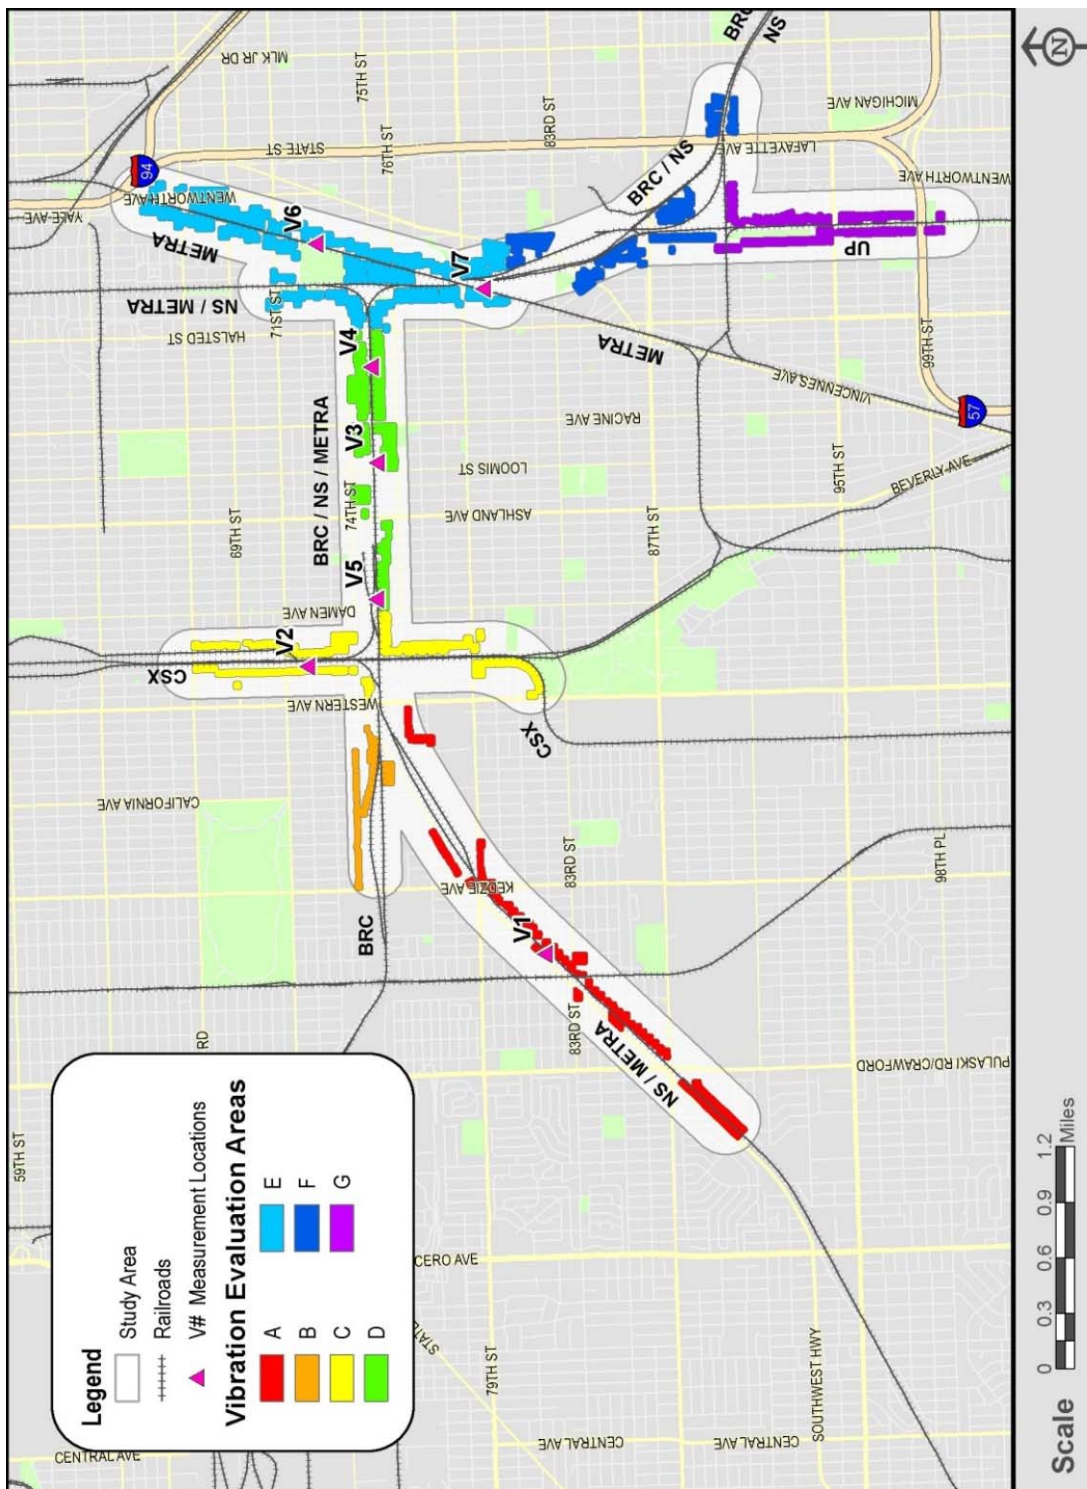 Legend
Study Area
Railroads
V# Measurement Locations
Vibration Evaluation Areas
A
B
C
D
E
F
G
59TH ST
CENTRAL AVE
RD
CERO AVE
STATE
79TH ST
CENTRAL AVE
CENTRAL AVE
SOUTHWEST HWY
PULASKI RD/CRAWFORD
NS / METRA
83RD ST
V1
KEDZIE AVE
83RD ST
98TH PL
BRC
CALIFORNIA AVE
WESTERN AVE
CSX
CSX
V2
DAMEN AVE
V5
69TH ST
BRC / NS / METRA
74TH ST
ASHLAND AVE
LOOMIS ST
87TH ST
95TH ST
BEVERLY AVE
V3
V4
RACINE AVE
VINCENNES AVE
57
METRA
HALSTED ST
71ST ST
NS / METRA
METRA
V6
V7
YALE AVE
WENTWORTH AVE
94
STATE ST
MLK JR DR
75TH ST
76TH ST
83RD ST
BRC / NS
LAFAYETTE AVE
MICHIGAN AVE
WENTWORTH AVE
UP
99TH ST
BRC
NS
N
Scale
0 0.3 0.6 0.9 1.2
Miles